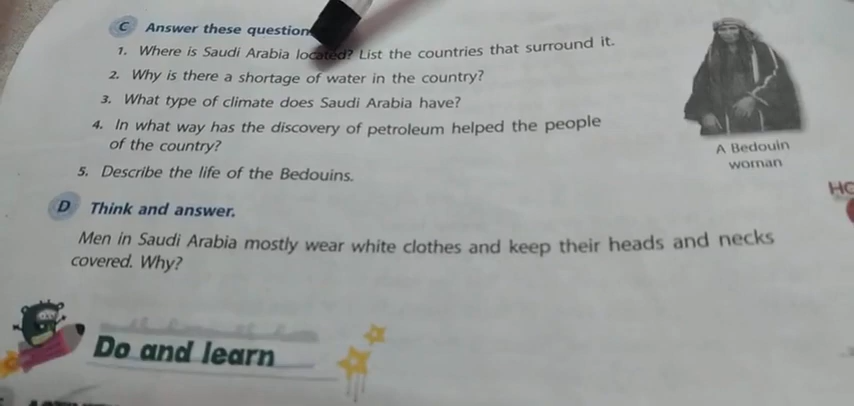 C Answer these question
1. Where is Saudi Arabia located? List the countries that surround it.
2. Why is there a shortage of water in the country?
3. What type of climate does Saudi Arabia have?
4. In what way has the discovery of petroleum helped the people
of the country?
5. Describe the life of the Bedouins.
A Bedouin
woman
HO
D Think and answer.
Men in Saudi Arabia mostly wear white clothes and keep their heads and necks
covered. Why?
Do and learn